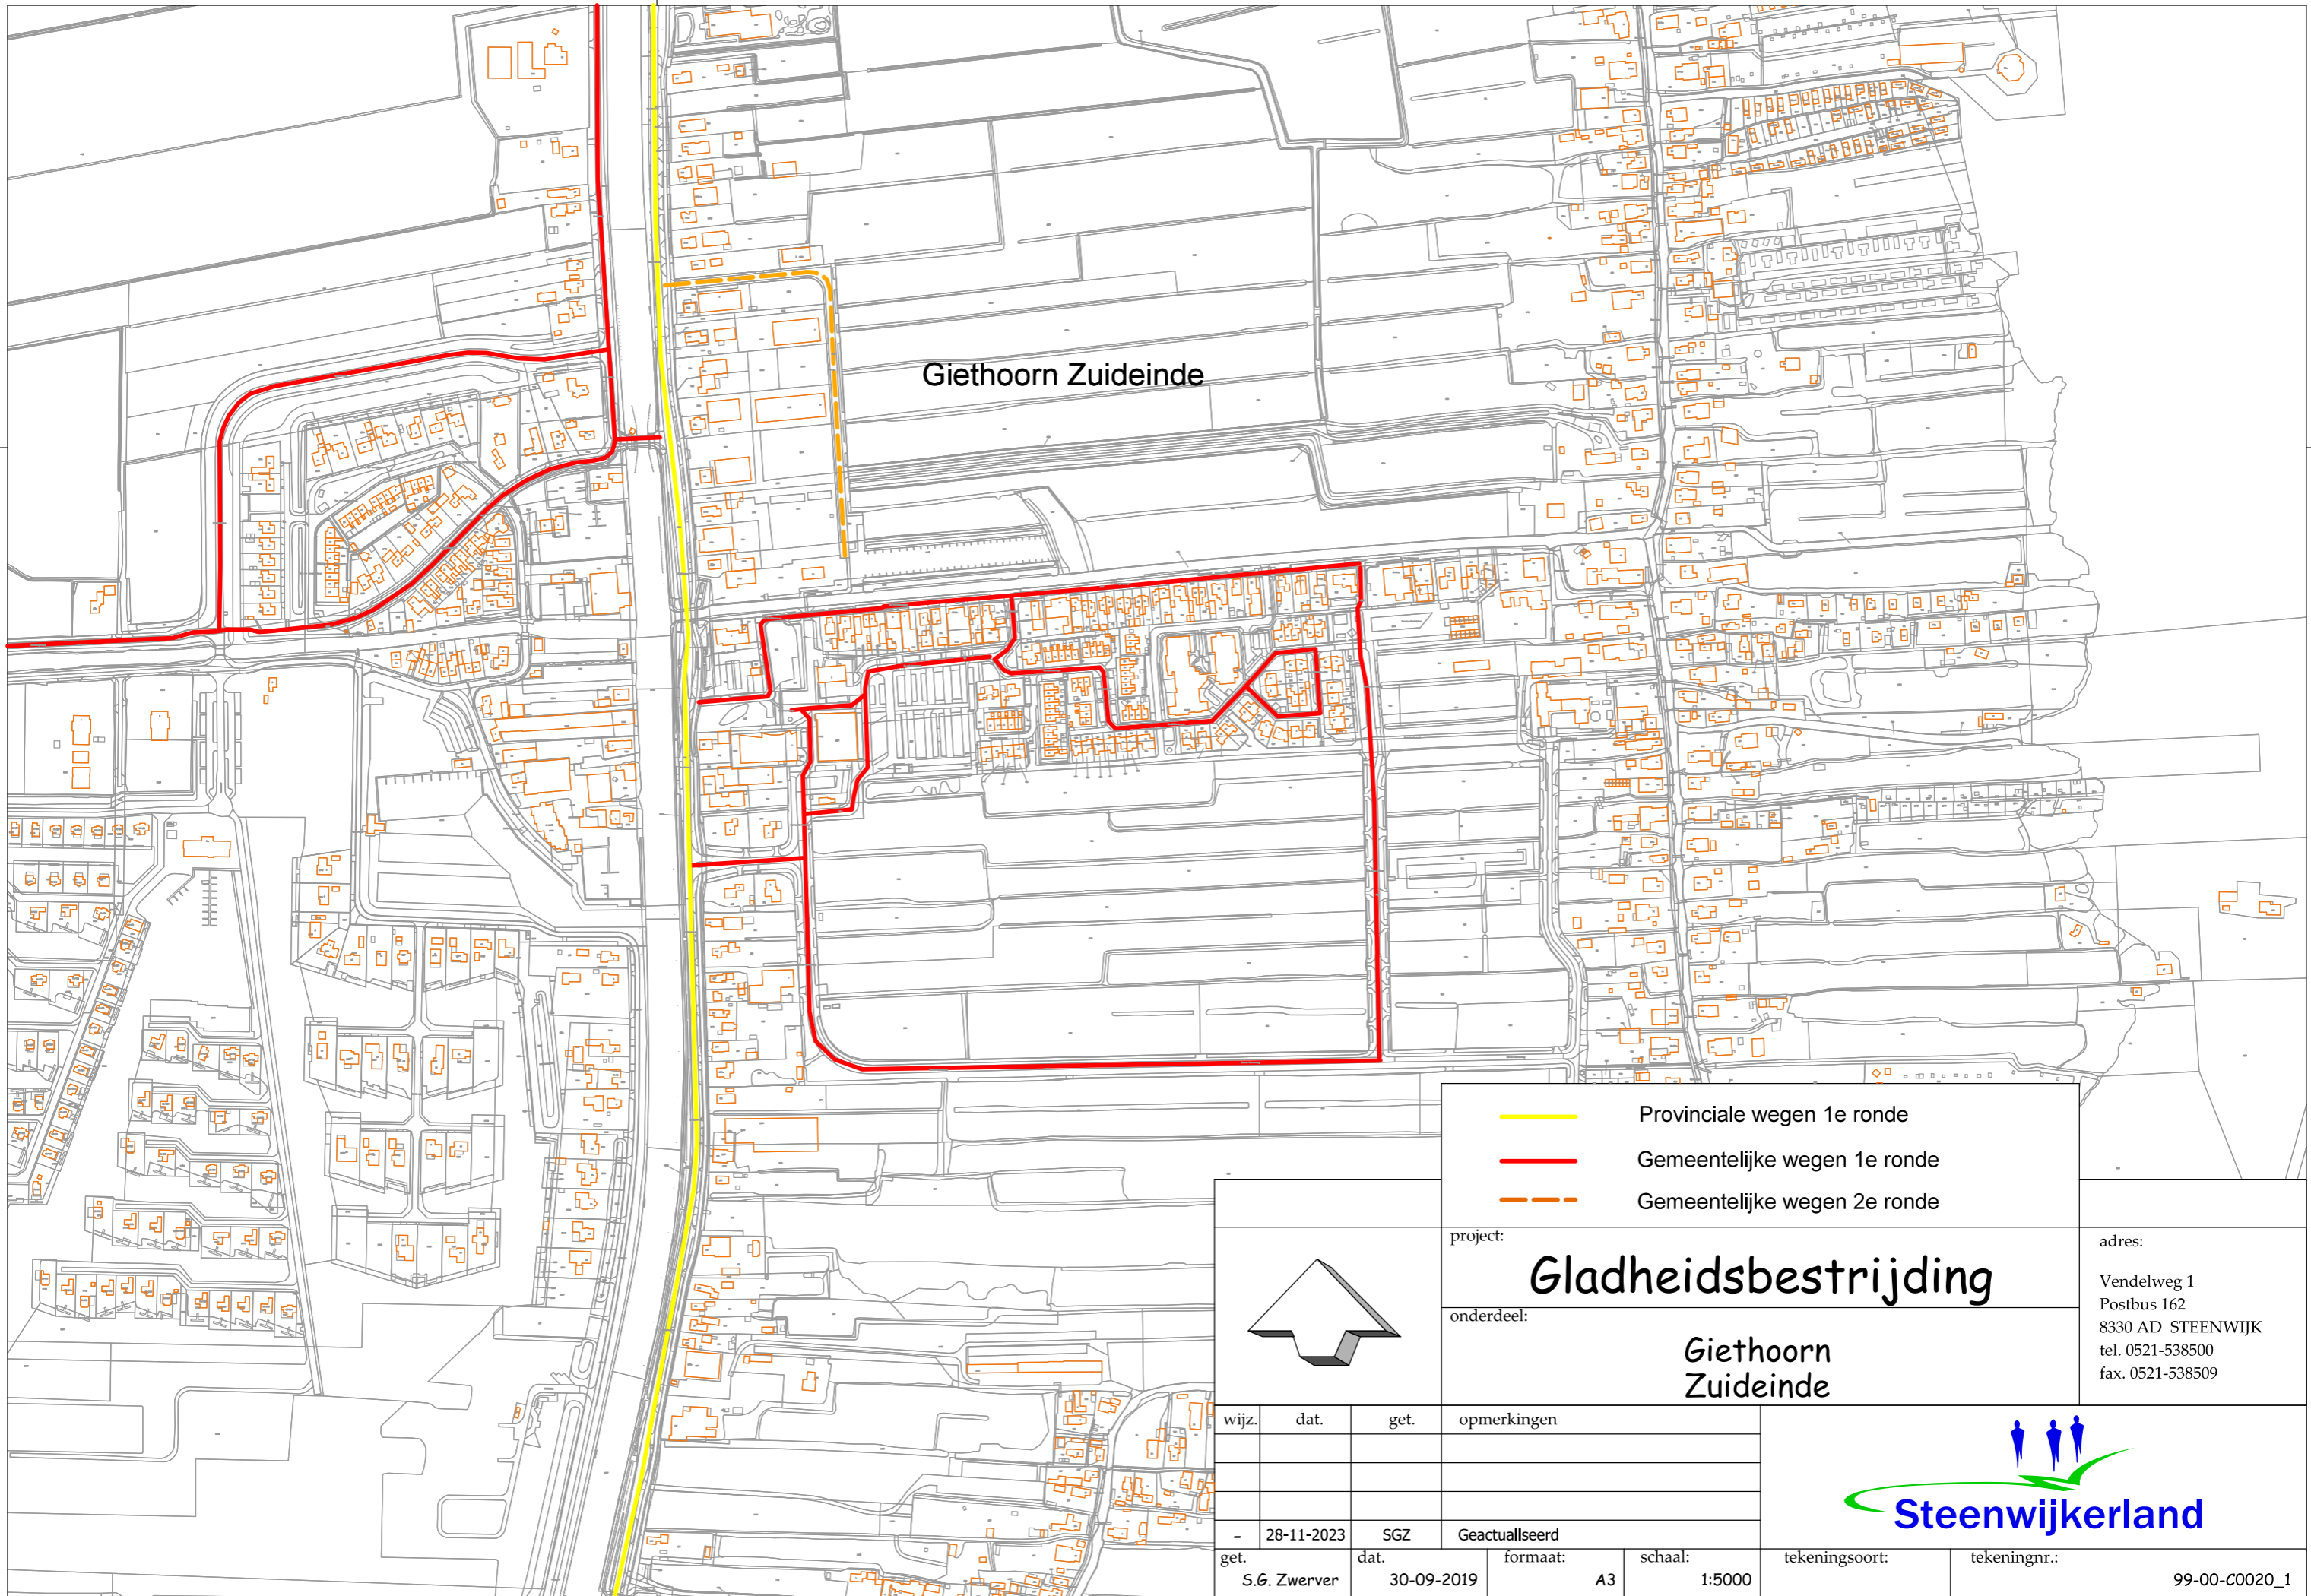 Giethoorn Zuideinde
Provinciale wegen 1e ronde
Gemeentelijke wegen 1e ronde
Gemeentelijke wegen 2e ronde
project:
Gladheidsbestrijding
onderdeel:
Giethoorn
Zuideinde
adres:
Vendelweg 1
Postbus 162
8330 AD STEENWIJK
tel. 0521-538500
fax. 0521-538509
wijz. dat. get. opmerkingen
- 28-11-2023 SGZ Geactualiseerd
Steenwijkerland
get. dat. formaat: schaal: tekeningsoort: tekeningnr.:
S.G. Zwerver 30-09-2019 A3 1:5000 99-00-C0020_1